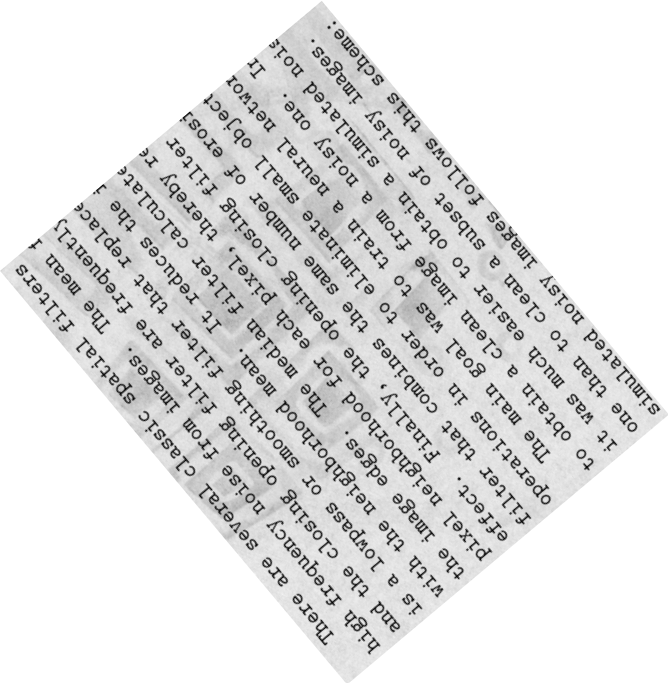 There are several classic spatial filters
high frequency noise from images. The mean
and the closing opening filter are frequently
is a lowpass or smoothing filter that replace
with the neighborhood mean. It reduces the
the image edges. The median filter calculate
pixel neighborhood for each pixel, thereby re
effect. Finally, the opening closing filter
filter that combines the same number of erosi
operations in order to eliminate small object
The main goal was to train a neural networ
to obtain a clean image from a noisy one. In
it was much easier to obtain a simulated nois
one than to clean a subset of noisy images.
simulated noisy images follows this scheme: